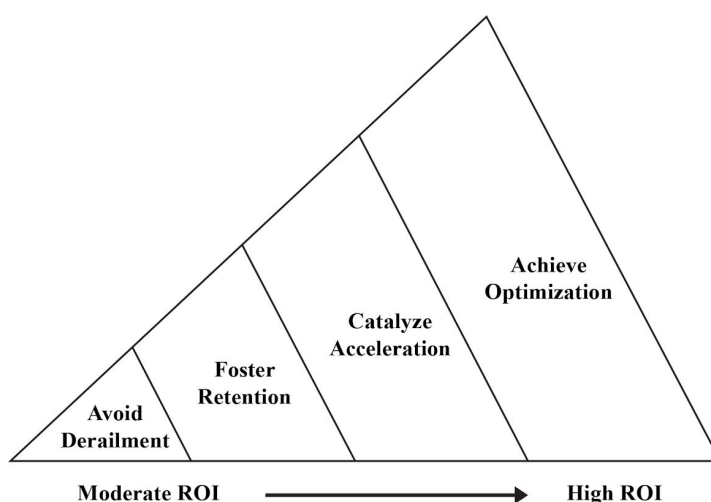 Achieve
Optimization
Catalyze
Acceleration
Foster
Retention
Avoid
Derailment
Moderate ROI
High ROI